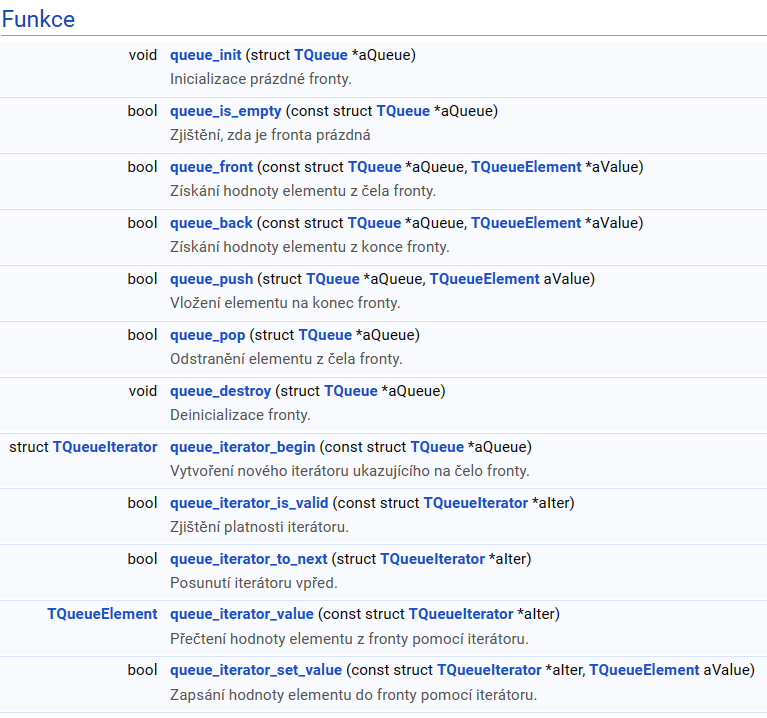 Funkce
void queue_init (struct TQueue *aQueue)
Inicializace prázdné fronty.
bool queue_is_empty (const struct TQueue *aQueue)
Zjištění, zda je fronta prázdná
bool queue_front (const struct TQueue *aQueue, TQueueElement *aValue)
Získání hodnoty elementu z čela fronty.
bool queue_back (const struct TQueue *aQueue, TQueueElement *aValue)
Získání hodnoty elementu z konce fronty.
bool queue_push (struct TQueue *aQueue, TQueueElement aValue)
Vložení elementu na konec fronty.
bool queue_pop (struct TQueue *aQueue)
Odstranění elementu z čela fronty.
void queue_destroy (struct TQueue *aQueue)
Deinicializace fronty.
struct TQueueIterator queue_iterator_begin (const struct TQueue *aQueue)
Vytvoření nového iterátoru ukazujícího na čelo fronty.
bool queue_iterator_is_valid (const struct TQueueIterator *aIter)
Zjištění platnosti iterátoru.
bool queue_iterator_to_next (struct TQueueIterator *aIter)
Posunutí iterátoru vpřed.
TQueueElement queue_iterator_value (const struct TQueueIterator *aIter)
Přečtení hodnoty elementu z fronty pomocí iterátoru.
bool queue_iterator_set_value (const struct TQueueIterator *aIter, TQueueElement aValue)
Zapsání hodnoty elementu do fronty pomocí iterátoru.